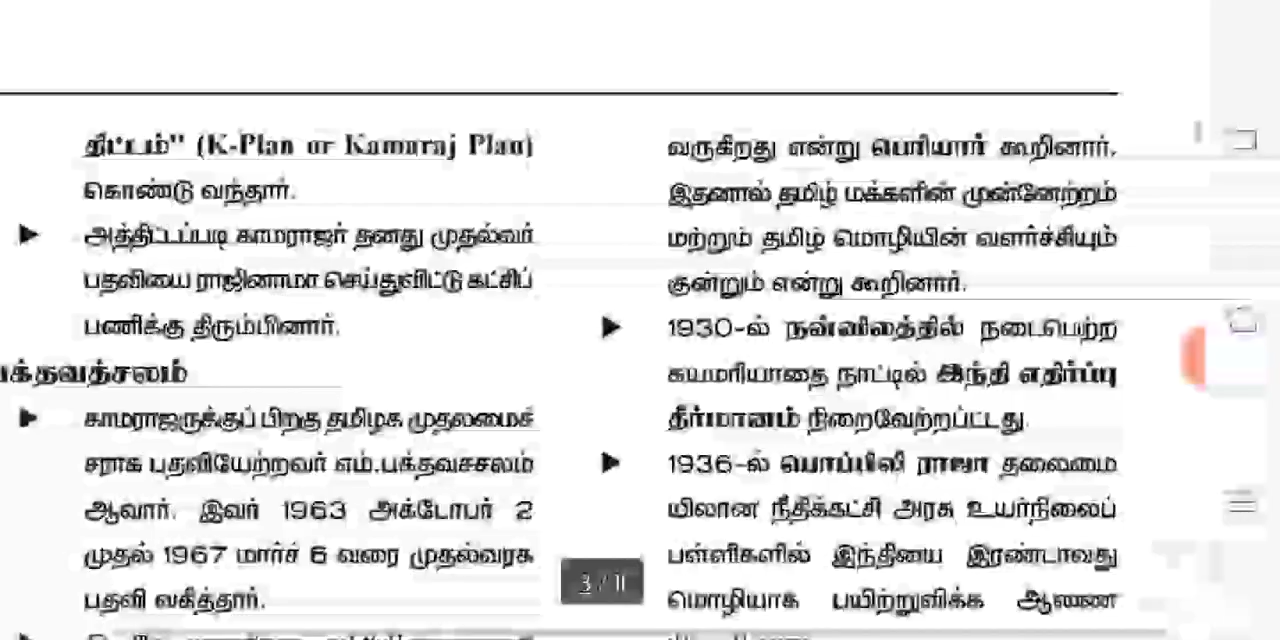 திட்டம்" (K-Plan or Kamaraj Plan)
கொண்டு வந்தார்.
▶ அத்திட்டப்படி காமராஜர் தனது முதல்வர்
பதவியை ராஜினாமா செய்துவிட்டு கட்சிப்
பணிக்கு திரும்பினார்.
பக்தவத்சலம்
▶ காமராஜருக்குப் பிறகு தமிழக முதலமைச்
சராக பதவியேற்றவர் எம்.பக்தவச்சலம்
ஆவார். இவர் 1963 அக்டோபர் 2
முதல் 1967 மார்ச் 6 வரை முதல்வராக
பதவி வகித்தார்.
வருகிறது என்று பெரியார் கூறினார்.
இதனால் தமிழ் மக்களின் முன்னேற்றம்
மற்றும் தமிழ் மொழியின் வளர்ச்சியும்
குன்றும் என்று கூறினார்.
▶ 1930-ல் நன்னிலத்தில் நடைபெற்ற
சுயமரியாதை நாட்டில் இந்தி எதிர்ப்பு
தீர்மானம் நிறைவேற்றப்பட்டது.
▶ 1936-ல் பொப்பிலி ராஜா தலைமை
யிலான நீதிக்கட்சி அரசு உயர்நிலைப்
பள்ளிகளில் இந்தியை இரண்டாவது
மொழியாக பயிற்றுவிக்க ஆணை
3 / 11